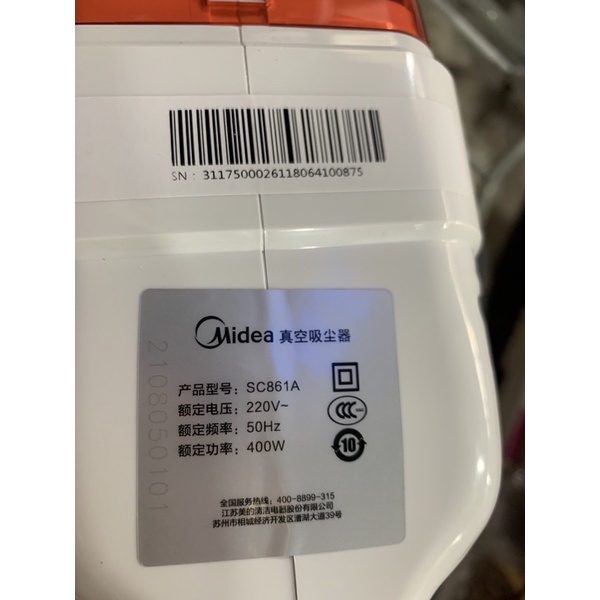 SN : 3117500026118064100875
Midea 真空吸尘器
产品型号: SC861A
额定电压: 220V~
额定频率: 50Hz
额定功率: 400W
10
2108050101
全国服务热线: 400-8899-315
江苏美的清洁电器股份有限公司
苏州市相城经济开发区漕湖大道39号